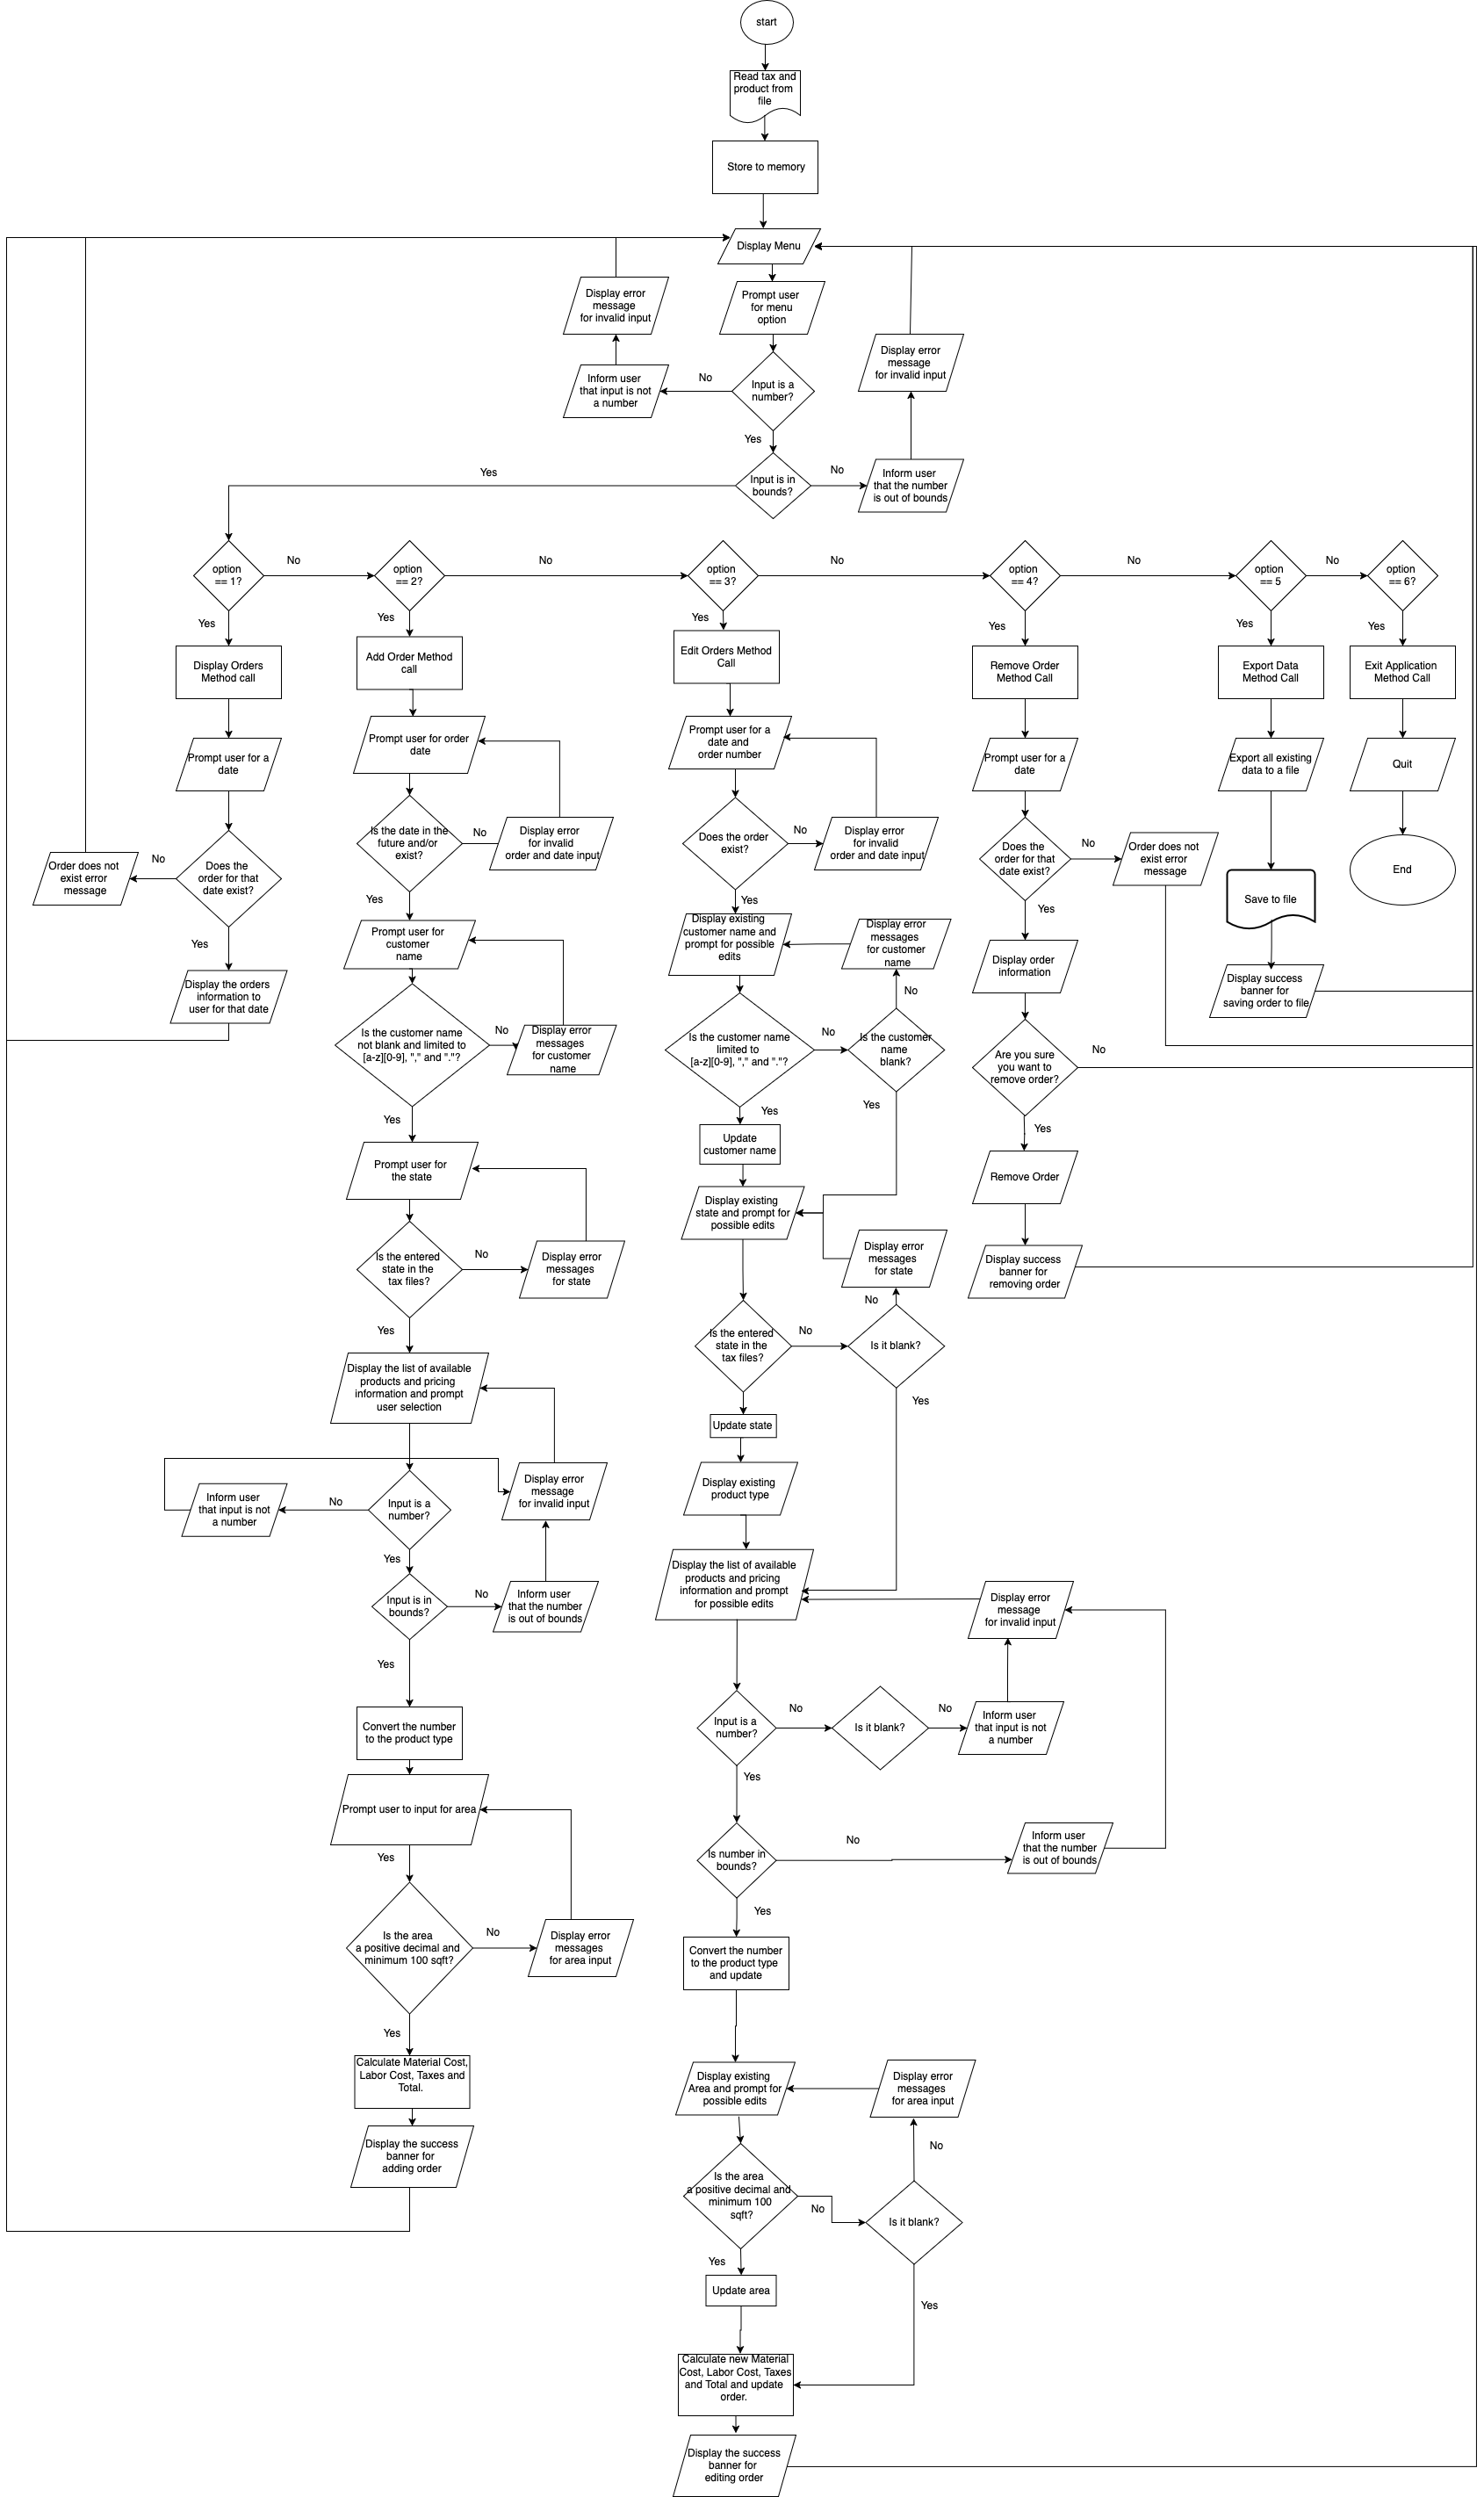 start
Read tax and
product from
file
Store to memory
Display Menu
Display error
message
for invalid input
Prompt user
for menu
option
Display error
message
for invalid input
Inform user
that input is not
a number
No
Input is a
number?
Yes
Yes
Input is in
bounds?
No
Inform user
that the number
is out of bounds
option
== 1?
No
option
== 2?
No
option
== 3?
No
option
== 4?
No
option
== 5
No
option
== 6?
Yes
Display Orders
Method call
Prompt user for a
date
Does the
order for that
date exist?
No
Order does not
exist error
message
Yes
Display the orders
information to
user for that date
Yes
Add Order Method
call
Prompt user for order
date
Is the date in the
future and/or
exist?
No
Display error
for invalid
order and date input
Yes
Prompt user for
customer
name
Is the customer name
not blank and limited to
[a-z][0-9], "," and "."?
No
Display error
messages
for customer
name
Yes
Prompt user for
the state
Is the entered
state in the
tax files?
No
Display error
messages
for state
Yes
Display the list of available
products and pricing
information and prompt
user selection
Input is a
number?
No
Inform user
that input is not
a number
Display error
message
for invalid input
Yes
Input is in
bounds?
No
Inform user
that the number
is out of bounds
Yes
Convert the number
to the product type
Prompt user to input for area
Yes
Is the area
a positive decimal and
minimum 100 sqft?
No
Display error
messages
for area input
Yes
Calculate Material Cost,
Labor Cost, Taxes and
Total.
Display the success
banner for
adding order
Yes
Edit Orders Method
Call
Prompt user for a
date and
order number
Does the order
exist?
No
Display error
for invalid
order and date input
Yes
Display existing
customer name and
prompt for possible
edits
Display error
messages
for customer
name
No
Is the customer name
limited to
[a-z][0-9], "," and "."?
No
Is the customer
name
blank?
Yes
Yes
Update
customer name
Display existing
state and prompt for
possible edits
Display error
messages
for state
No
Is the entered
state in the
tax files?
No
Is it blank?
Yes
Update state
Display existing
product type
Display the list of available
products and pricing
information and prompt
for possible edits
Display error
message
for invalid input
Input is a
number?
No
Is it blank?
No
Inform user
that input is not
a number
Yes
Is number in
bounds?
No
Inform user
that the number
is out of bounds
Yes
Convert the number
to the product type
and update
Display existing
Area and prompt for
possible edits
Display error
messages
for area input
No
Is the area
a positive decimal and
minimum 100
sqft?
No
Is it blank?
Yes
Update area
Yes
Calculate new Material
Cost, Labor Cost, Taxes
and Total and update
order.
Display the success
banner for
editing order
Yes
Remove Order
Method Call
Prompt user for a
date
Does the
order for that
date exist?
No
Order does not
exist error
message
Yes
Display order
information
Are you sure
you want to
remove order?
No
Yes
Remove Order
Display success
banner for
removing order
Yes
Export Data
Method Call
Export all existing
data to a file
Save to file
Display success
banner for
saving order to file
Yes
Exit Application
Method Call
Quit
End